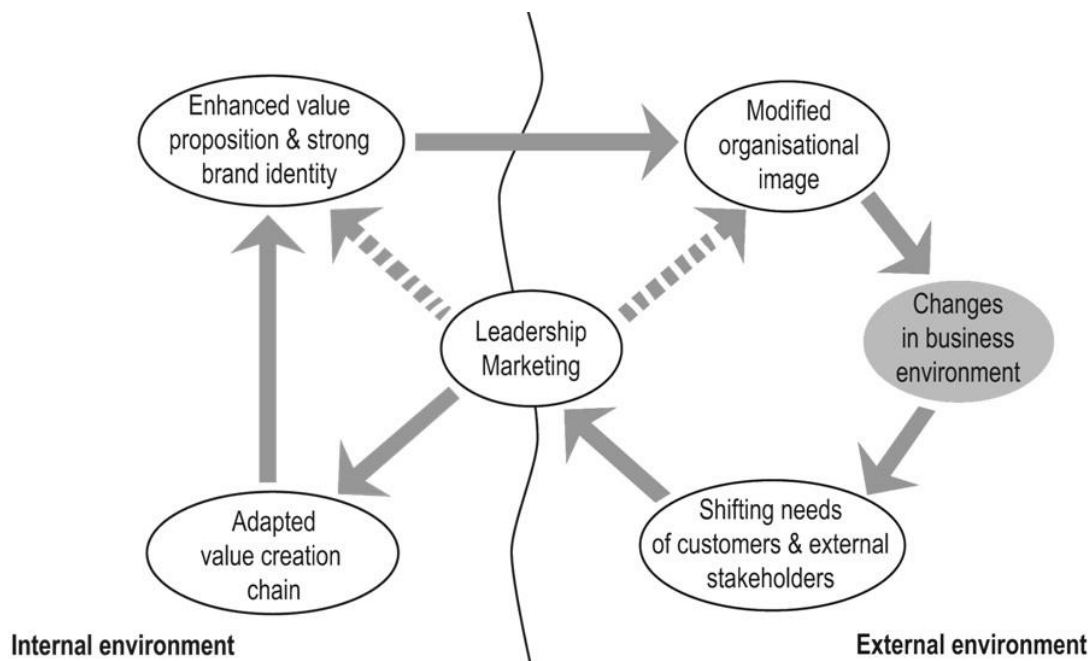 Enhanced value
proposition & strong
brand identity
Modified
organisational
image
Changes
in business
environment
Leadership
Marketing
Adapted
value creation
chain
Shifting needs
of customers & external
stakeholders
Internal environment
External environment